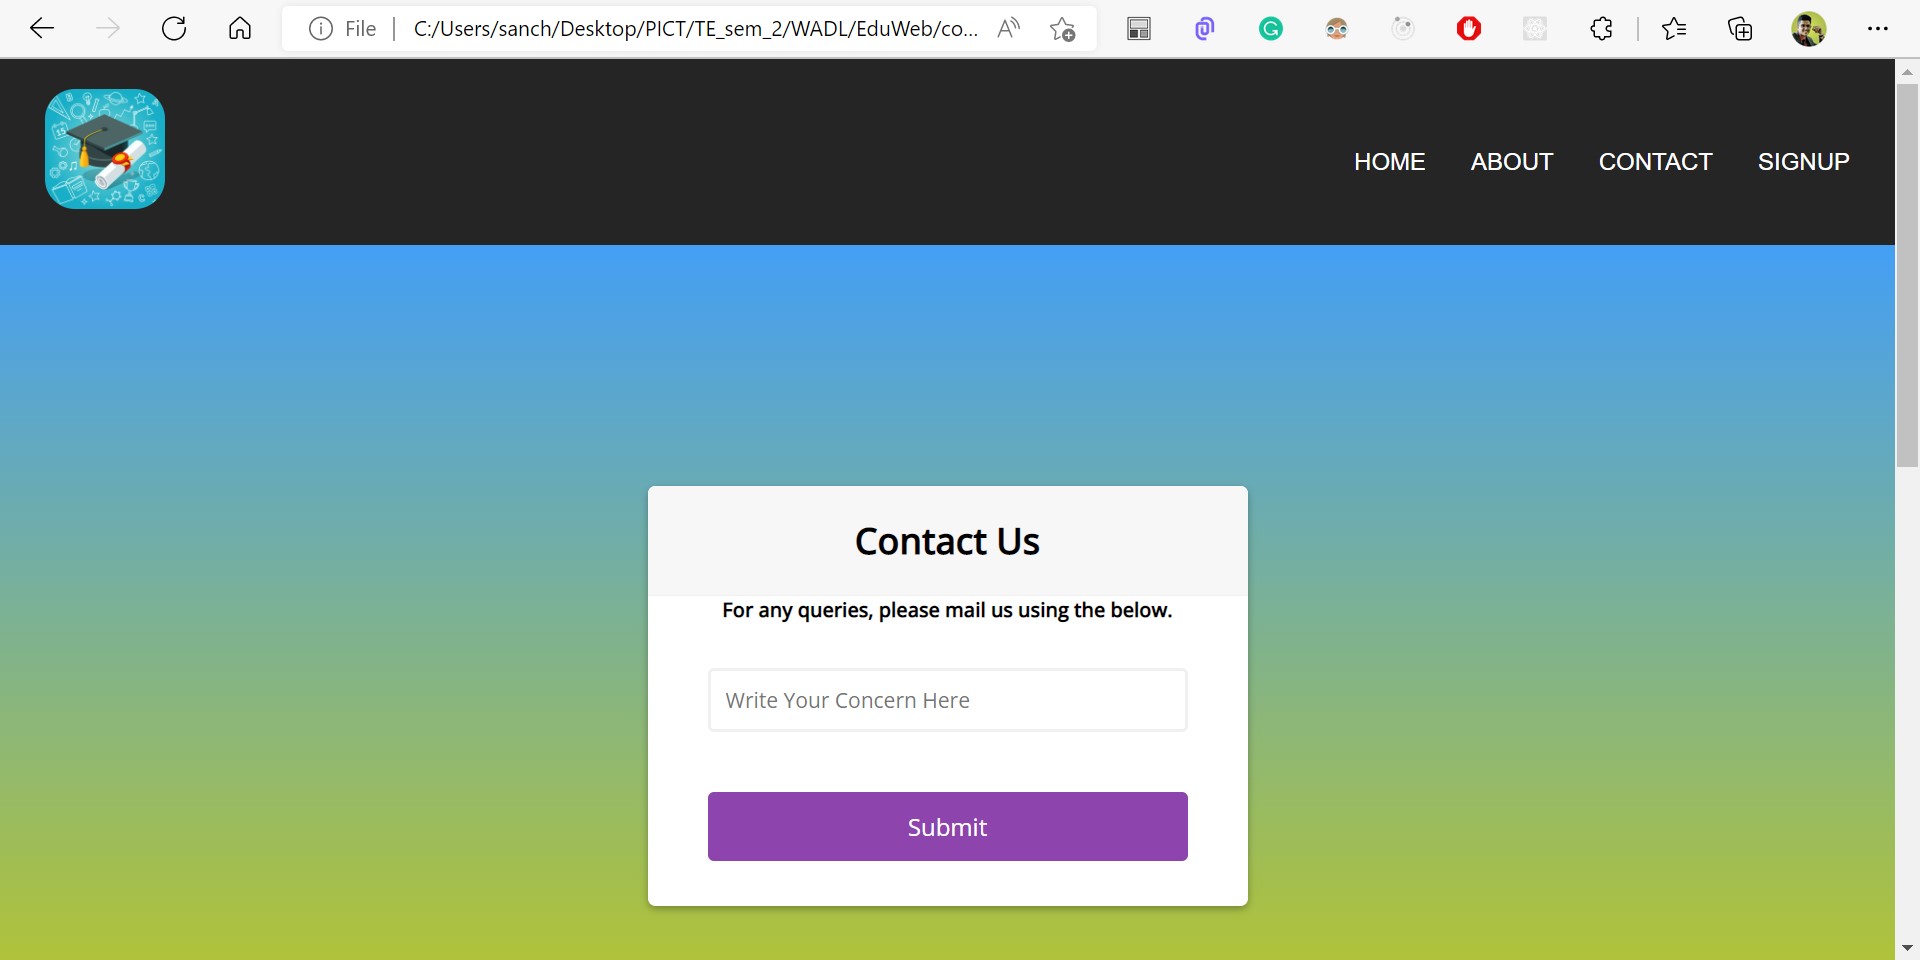 File
C:/Users/sanch/Desktop/PICT/TE_sem_2/WADL/EduWeb/co...
HOME ABOUT CONTACT SIGNUP
Contact Us
For any queries, please mail us using the below.
Write Your Concern Here
Submit